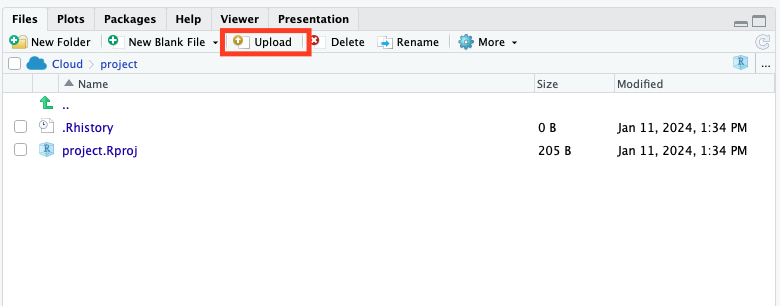 Files Plots Packages Help Viewer Presentation
New Folder New Blank File Upload Delete Rename More
Cloud project ...
Name Size Modified
..
.Rhistory 0 B Jan 11, 2024, 1:34 PM
project.Rproj 205 B Jan 11, 2024, 1:34 PM